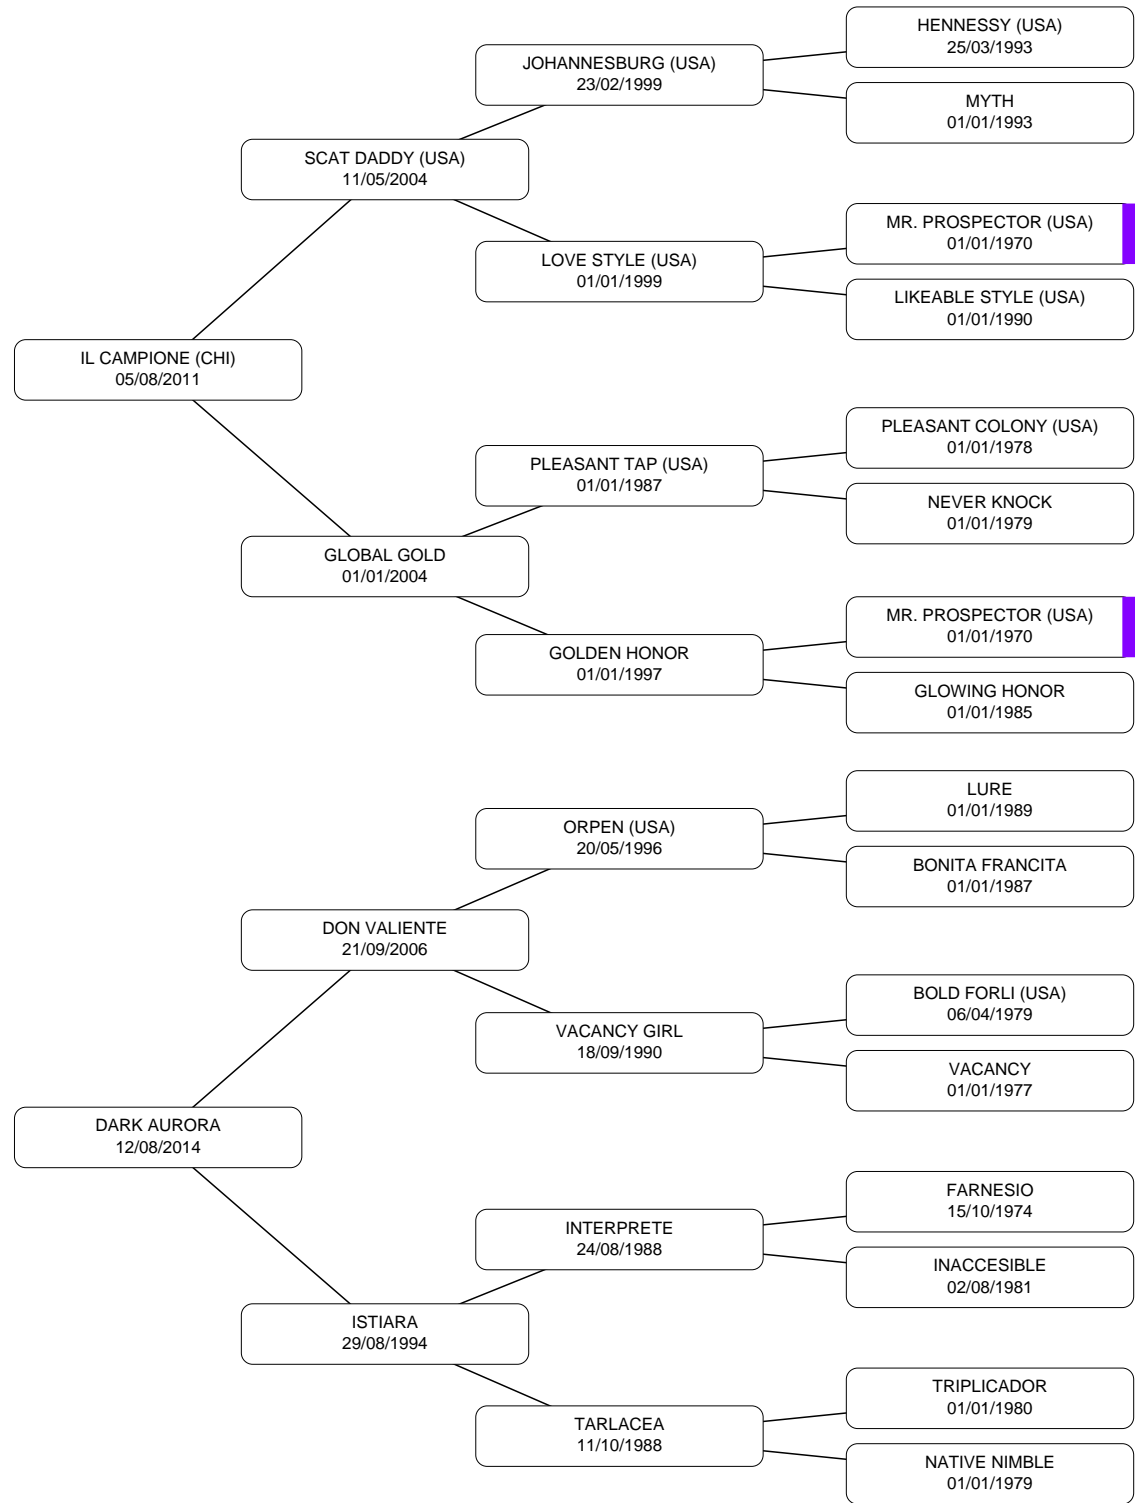 HENNESSY (USA)
25/03/1993
JOHANNESBURG (USA)
23/02/1999
MYTH
01/01/1993
SCAT DADDY (USA)
11/05/2004
MR. PROSPECTOR (USA)
01/01/1970
LOVE STYLE (USA)
01/01/1999
LIKEABLE STYLE (USA)
01/01/1990
IL CAMPIONE (CHI)
05/08/2011
PLEASANT COLONY (USA)
01/01/1978
PLEASANT TAP (USA)
01/01/1987
NEVER KNOCK
01/01/1979
GLOBAL GOLD
01/01/2004
MR. PROSPECTOR (USA)
01/01/1970
GOLDEN HONOR
01/01/1997
GLOWING HONOR
01/01/1985
LURE
01/01/1989
ORPEN (USA)
20/05/1996
BONITA FRANCITA
01/01/1987
DON VALIENTE
21/09/2006
BOLD FORLI (USA)
06/04/1979
VACANCY GIRL
18/09/1990
VACANCY
01/01/1977
DARK AURORA
12/08/2014
FARNESIO
15/10/1974
INTERPRETE
24/08/1988
INACCESIBLE
02/08/1981
ISTIARA
29/08/1994
TRIPLICADOR
01/01/1980
TARLACEA
11/10/1988
NATIVE NIMBLE
01/01/1979